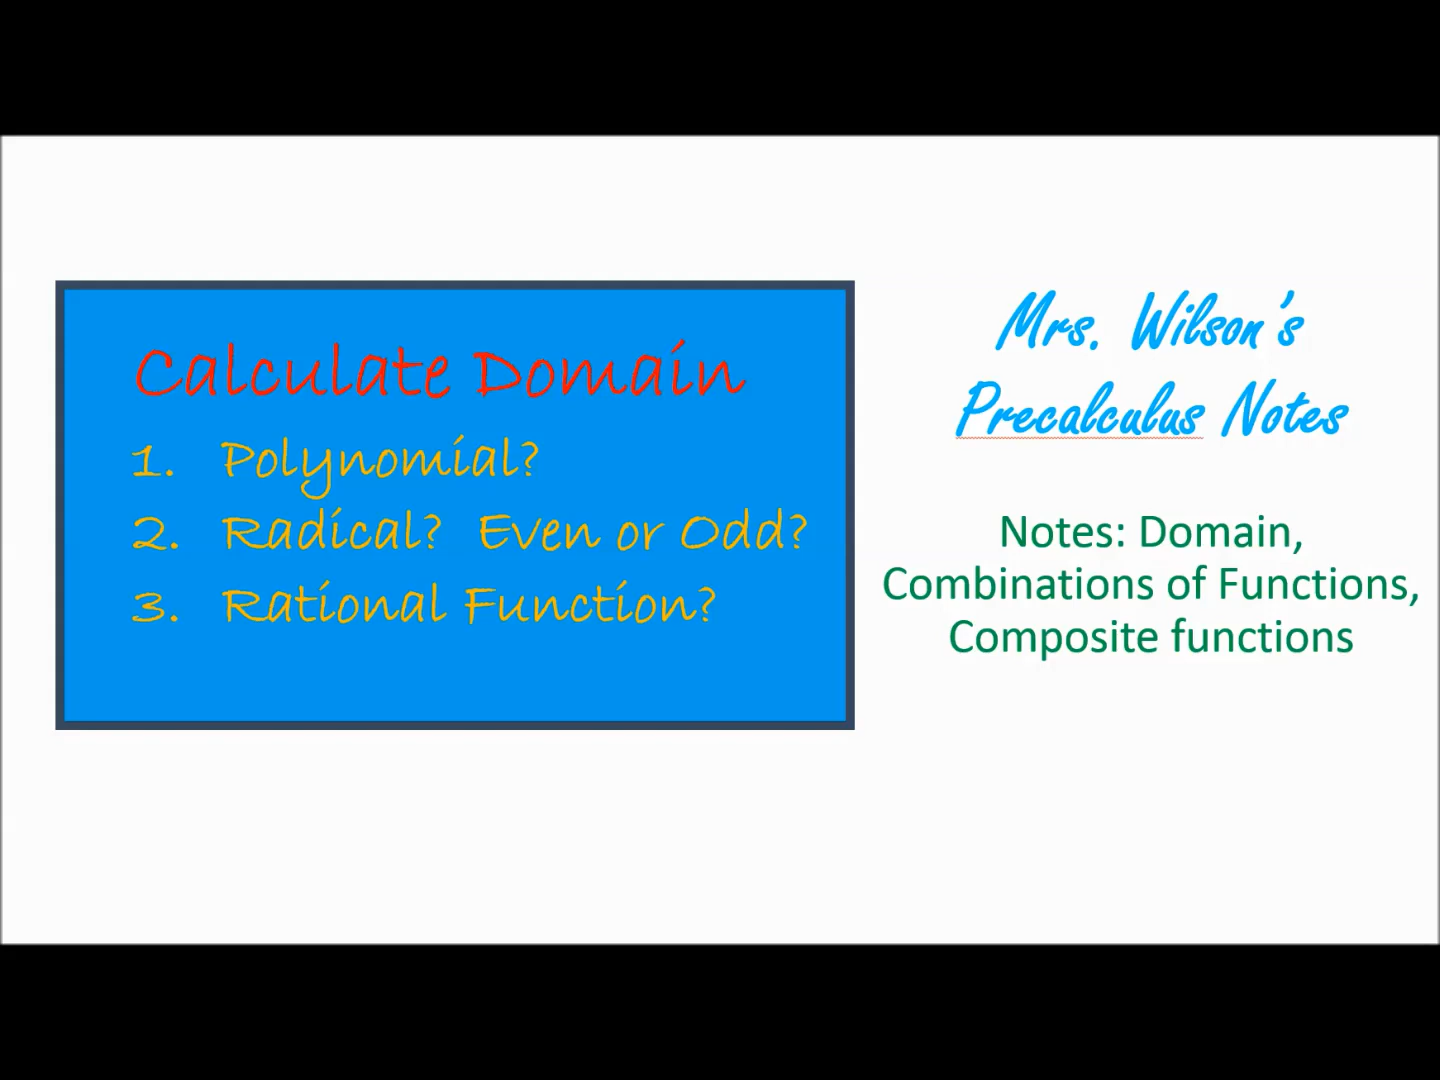 Calculate Domain
1. Polynomial?
2. Radical? Even or Odd?
3. Rational Function?
Mrs. Wilson's
Precalculus Notes
Notes: Domain,
Combinations of Functions,
Composite functions